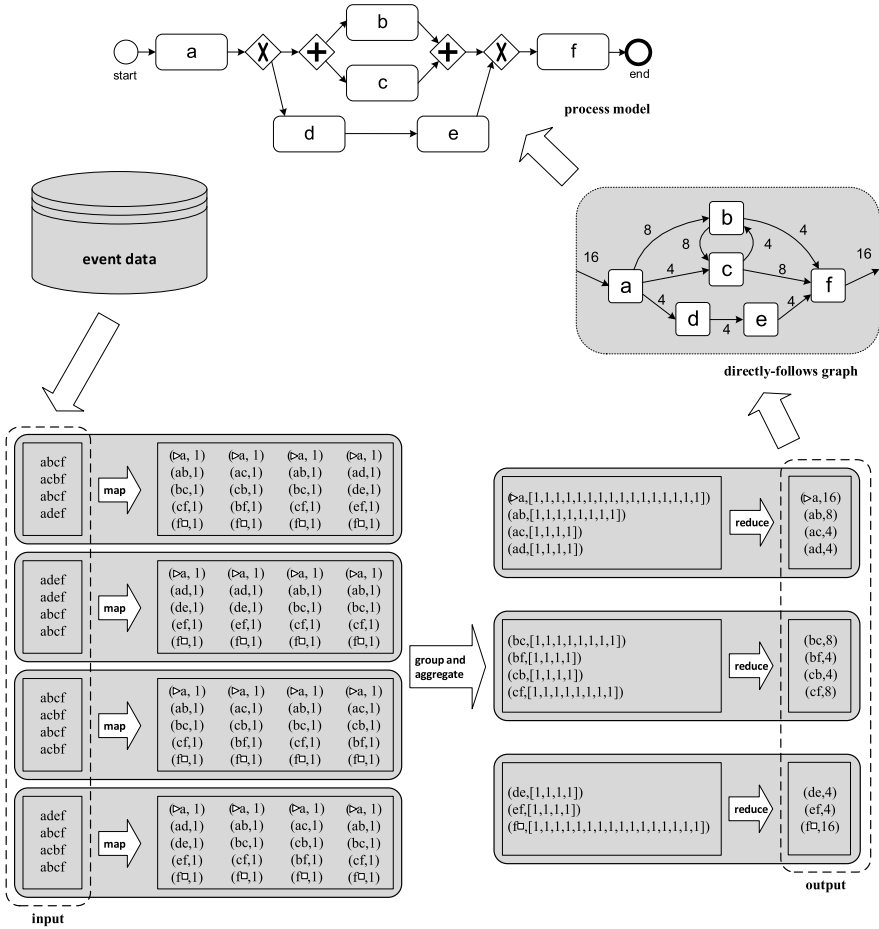 b
a
X
+
+
X
f
c
start
end
d
e
process model
event data
b
8
4
16
8
4
16
a
4
c
8
f
4
d
4
e
4
directly-follows graph
abcf
acbf
abcf
adef
map
(▷a, 1) (▷a, 1) (▷a, 1) (▷a, 1)
(ab,1) (ac,1) (ab,1) (ad,1)
(bc,1) (cb,1) (bc,1) (de,1)
(cf,1) (bf,1) (cf,1) (ef,1)
(f□,1) (f□,1) (f□,1) (f□,1)
adef
adef
abcf
abcf
map
(▷a, 1) (▷a, 1) (▷a, 1) (▷a, 1)
(ad,1) (ad,1) (ab,1) (ab,1)
(de,1) (de,1) (bc,1) (bc,1)
(ef,1) (ef,1) (cf,1) (cf,1)
(f□,1) (f□,1) (f□,1) (f□,1)
abcf
acbf
abcf
acbf
map
(▷a, 1) (▷a, 1) (▷a, 1) (▷a, 1)
(ab,1) (ac,1) (ab,1) (ac,1)
(bc,1) (cb,1) (bc,1) (cb,1)
(cf,1) (bf,1) (cf,1) (bf,1)
(f□,1) (f□,1) (f□,1) (f□,1)
adef
abcf
acbf
abcf
map
(▷a, 1) (▷a, 1) (▷a, 1) (▷a, 1)
(ad,1) (ab,1) (ac,1) (ab,1)
(de,1) (bc,1) (cb,1) (bc,1)
(ef,1) (cf,1) (bf,1) (cf,1)
(f□,1) (f□,1) (f□,1) (f□,1)
input
group and
aggregate
(▷a,[1,1,1,1,1,1,1,1,1,1,1,1,1,1,1,1])
(ab,[1,1,1,1,1,1,1,1])
(ac,[1,1,1,1])
(ad,[1,1,1,1])
reduce
(▷a,16)
(ab,8)
(ac,4)
(ad,4)
(bc,[1,1,1,1,1,1,1,1])
(bf,[1,1,1,1])
(cb,[1,1,1,1])
(cf,[1,1,1,1,1,1,1,1])
reduce
(bc,8)
(bf,4)
(cb,4)
(cf,8)
(de,[1,1,1,1])
(ef,[1,1,1,1])
(f□,[1,1,1,1,1,1,1,1,1,1,1,1,1,1,1,1])
reduce
(de,4)
(ef,4)
(f□,16)
output